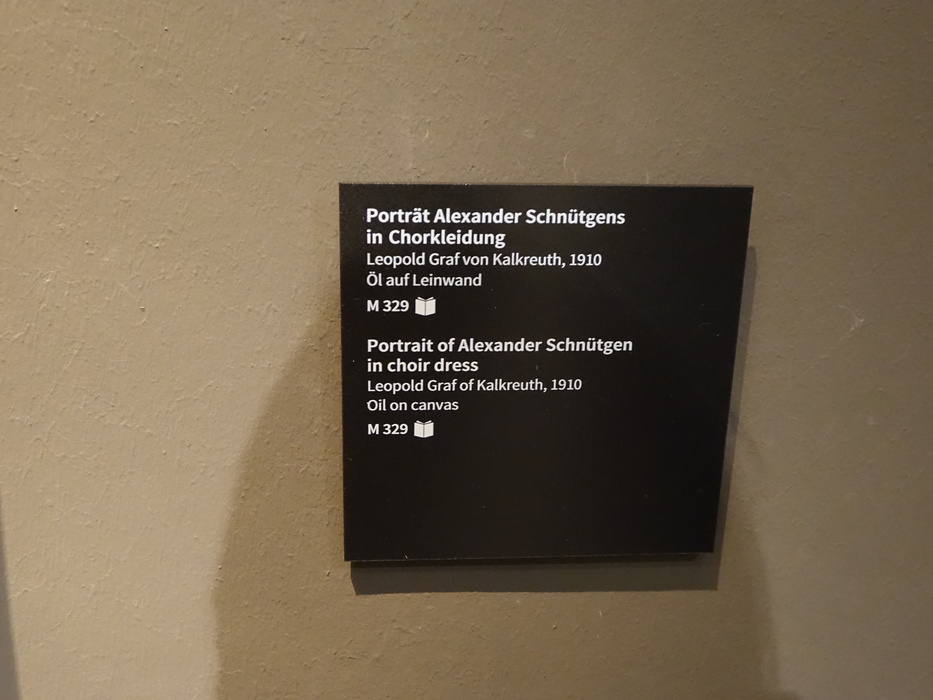 Porträt Alexander Schnütgens
in Chorkleidung
Leopold Graf von Kalkreuth, 1910
Öl auf Leinwand
M 329
Portrait of Alexander Schnütgen
in choir dress
Leopold Graf of Kalkreuth, 1910
Oil on canvas
M 329